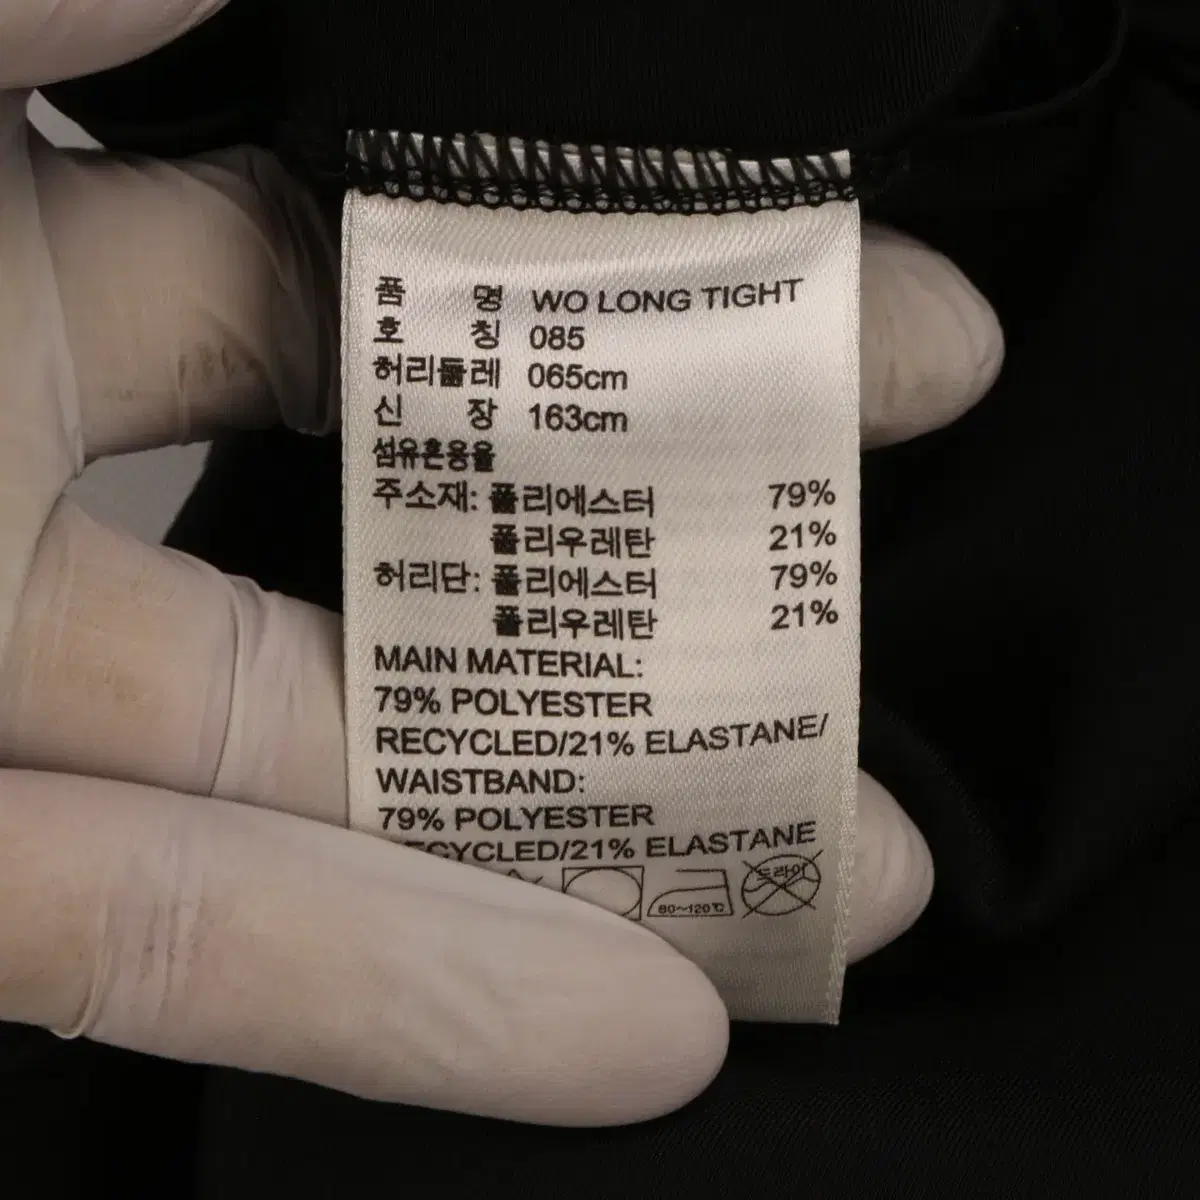 품 명 WO LONG TIGHT
호 칭 085
허리둘레 065cm
신 장 163cm
섬유혼용율
주소재: 폴리에스터 79%
폴리우레탄 21%
허리단: 폴리에스터 79%
폴리우레탄 21%
MAIN MATERIAL:
79% POLYESTER
RECYCLED/21% ELASTANE/
WAISTBAND:
79% POLYESTER
RECYCLED/21% ELASTANE
80~120℃ 드라이